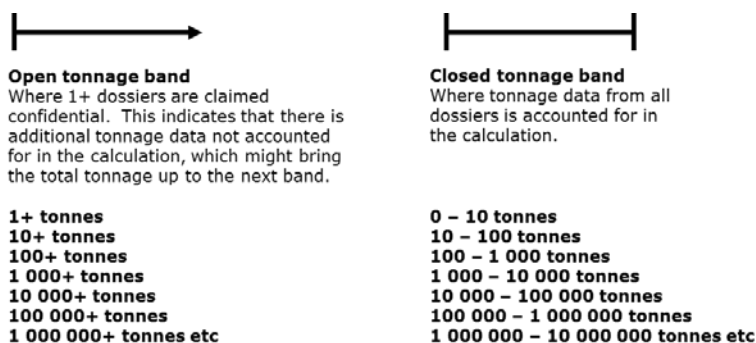 Open tonnage band
Where 1+ dossiers are claimed
confidential. This indicates that there is
additional tonnage data not accounted
for in the calculation, which might bring
the total tonnage up to the next band.
1+ tonnes
10+ tonnes
100+ tonnes
1 000+ tonnes
10 000+ tonnes
100 000+ tonnes
1 000 000+ tonnes etc
Closed tonnage band
Where tonnage data from all
dossiers is accounted for in
the calculation.
0 – 10 tonnes
10 – 100 tonnes
100 – 1 000 tonnes
1 000 – 10 000 tonnes
10 000 – 100 000 tonnes
100 000 – 1 000 000 tonnes
1 000 000 – 10 000 000 tonnes etc